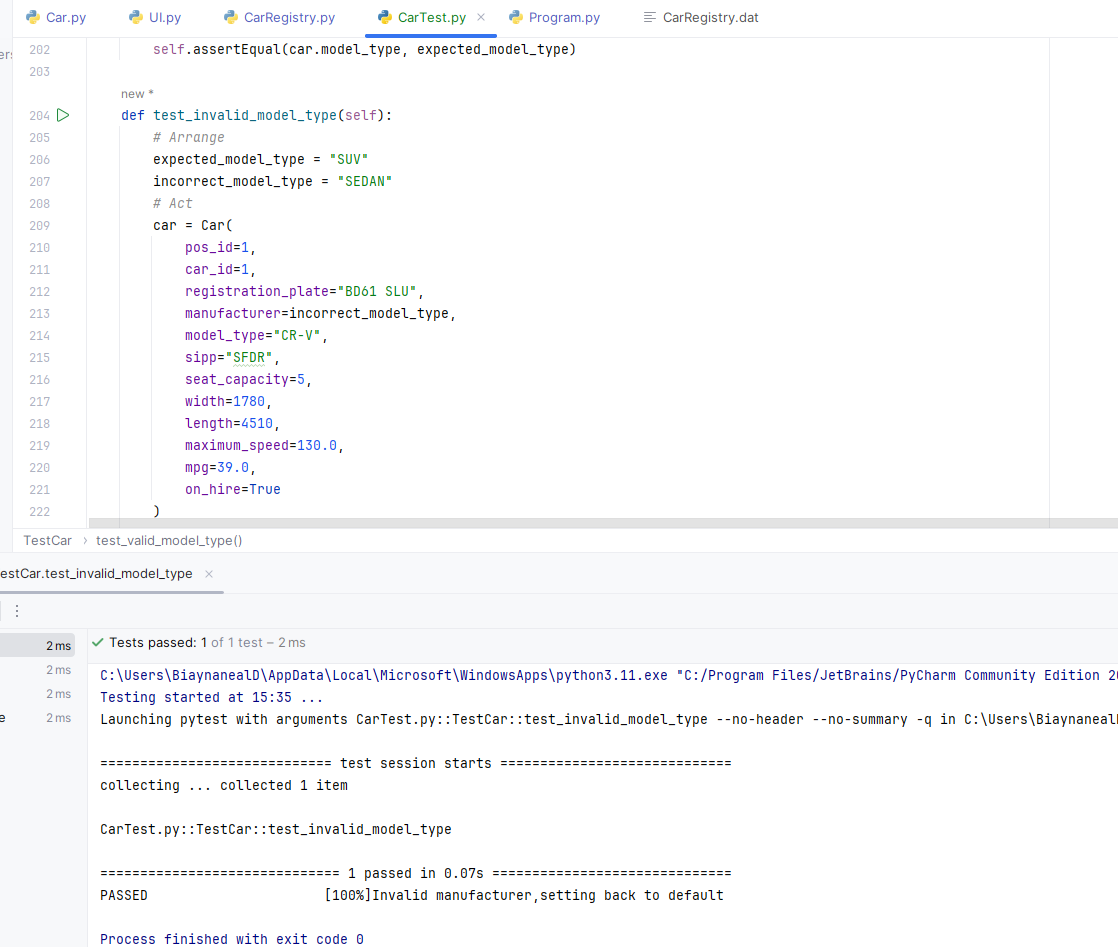 Car.py UI.py CarRegistry.py CarTest.py Program.py CarRegistry.dat
202 self.assertEqual(car.model_type, expected_model_type)
203
new *
204 def test_invalid_model_type(self):
205 # Arrange
206 expected_model_type = "SUV"
207 incorrect_model_type = "SEDAN"
208 # Act
209 car = Car(
210 pos_id=1,
211 car_id=1,
212 registration_plate="BD61 SLU",
213 manufacturer=incorrect_model_type,
214 model_type="CR-V",
215 sipp="SFDR",
216 seat_capacity=5,
217 width=1780,
218 length=4510,
219 maximum_speed=130.0,
220 mpg=39.0,
221 on_hire=True
222 )
TestCar › test_valid_model_type()
estCar.test_invalid_model_type
2 ms
2 ms
2 ms
e 2 ms
Tests passed: 1 of 1 test – 2 ms
C:\Users\BiaynanealD\AppData\Local\Microsoft\WindowsApps\python3.11.exe "C:/Program Files/JetBrains/PyCharm Community Edition 20
Testing started at 15:35 ...
Launching pytest with arguments CarTest.py::TestCar::test_invalid_model_type --no-header --no-summary -q in C:\Users\Biaynaneal
============================= test session starts =============================
collecting ... collected 1 item
CarTest.py::TestCar::test_invalid_model_type
============================== 1 passed in 0.07s ==============================
PASSED [100%]Invalid manufacturer,setting back to default
Process finished with exit code 0